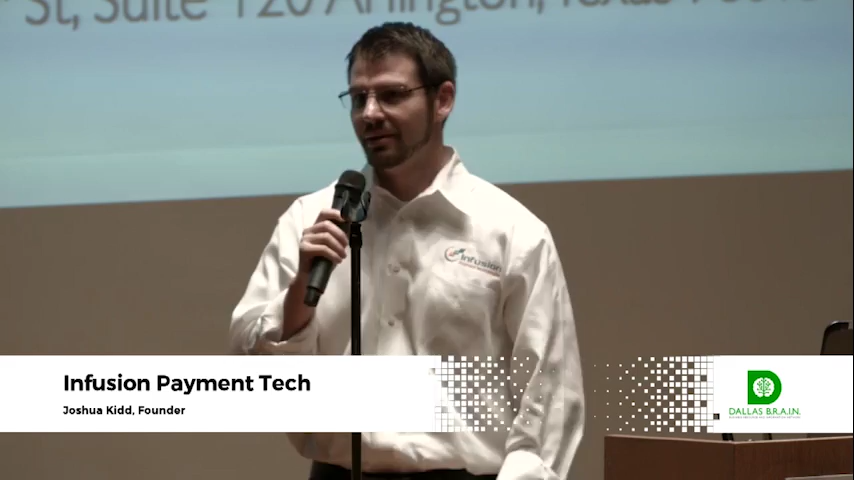 St, Suite 120 Arlington, Texas
Infusion
Infusion Payment Tech
Joshua Kidd, Founder
DALLAS B.R.A.I.N.